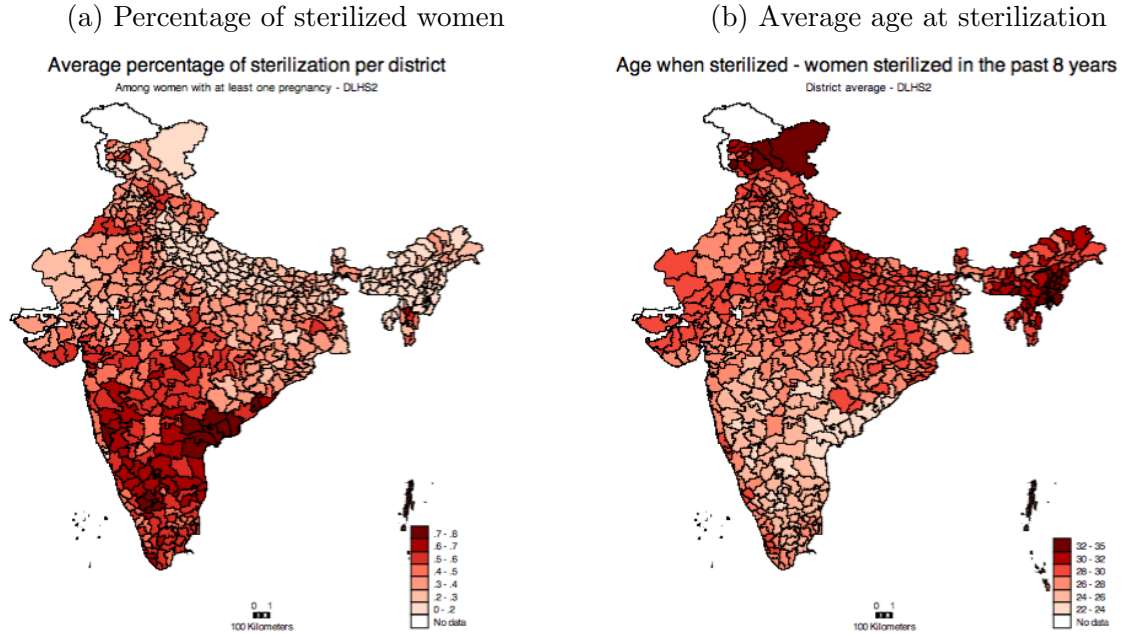 (a) Percentage of sterilized women
Average percentage of sterilization per district
Among women with at least one pregnancy - DLHS2
.7 - .8
.6 - .7
.5 - .6
.4 - .5
.3 - .4
.2 - .3
0 - .2
No data
0 1
100 Kilometers
(b) Average age at sterilization
Age when sterilized - women sterilized in the past 8 years
District average - DLHS2
32 - 35
30 - 32
28 - 30
26 - 28
24 - 26
22 - 24
No data
0 1
100 Kilometers